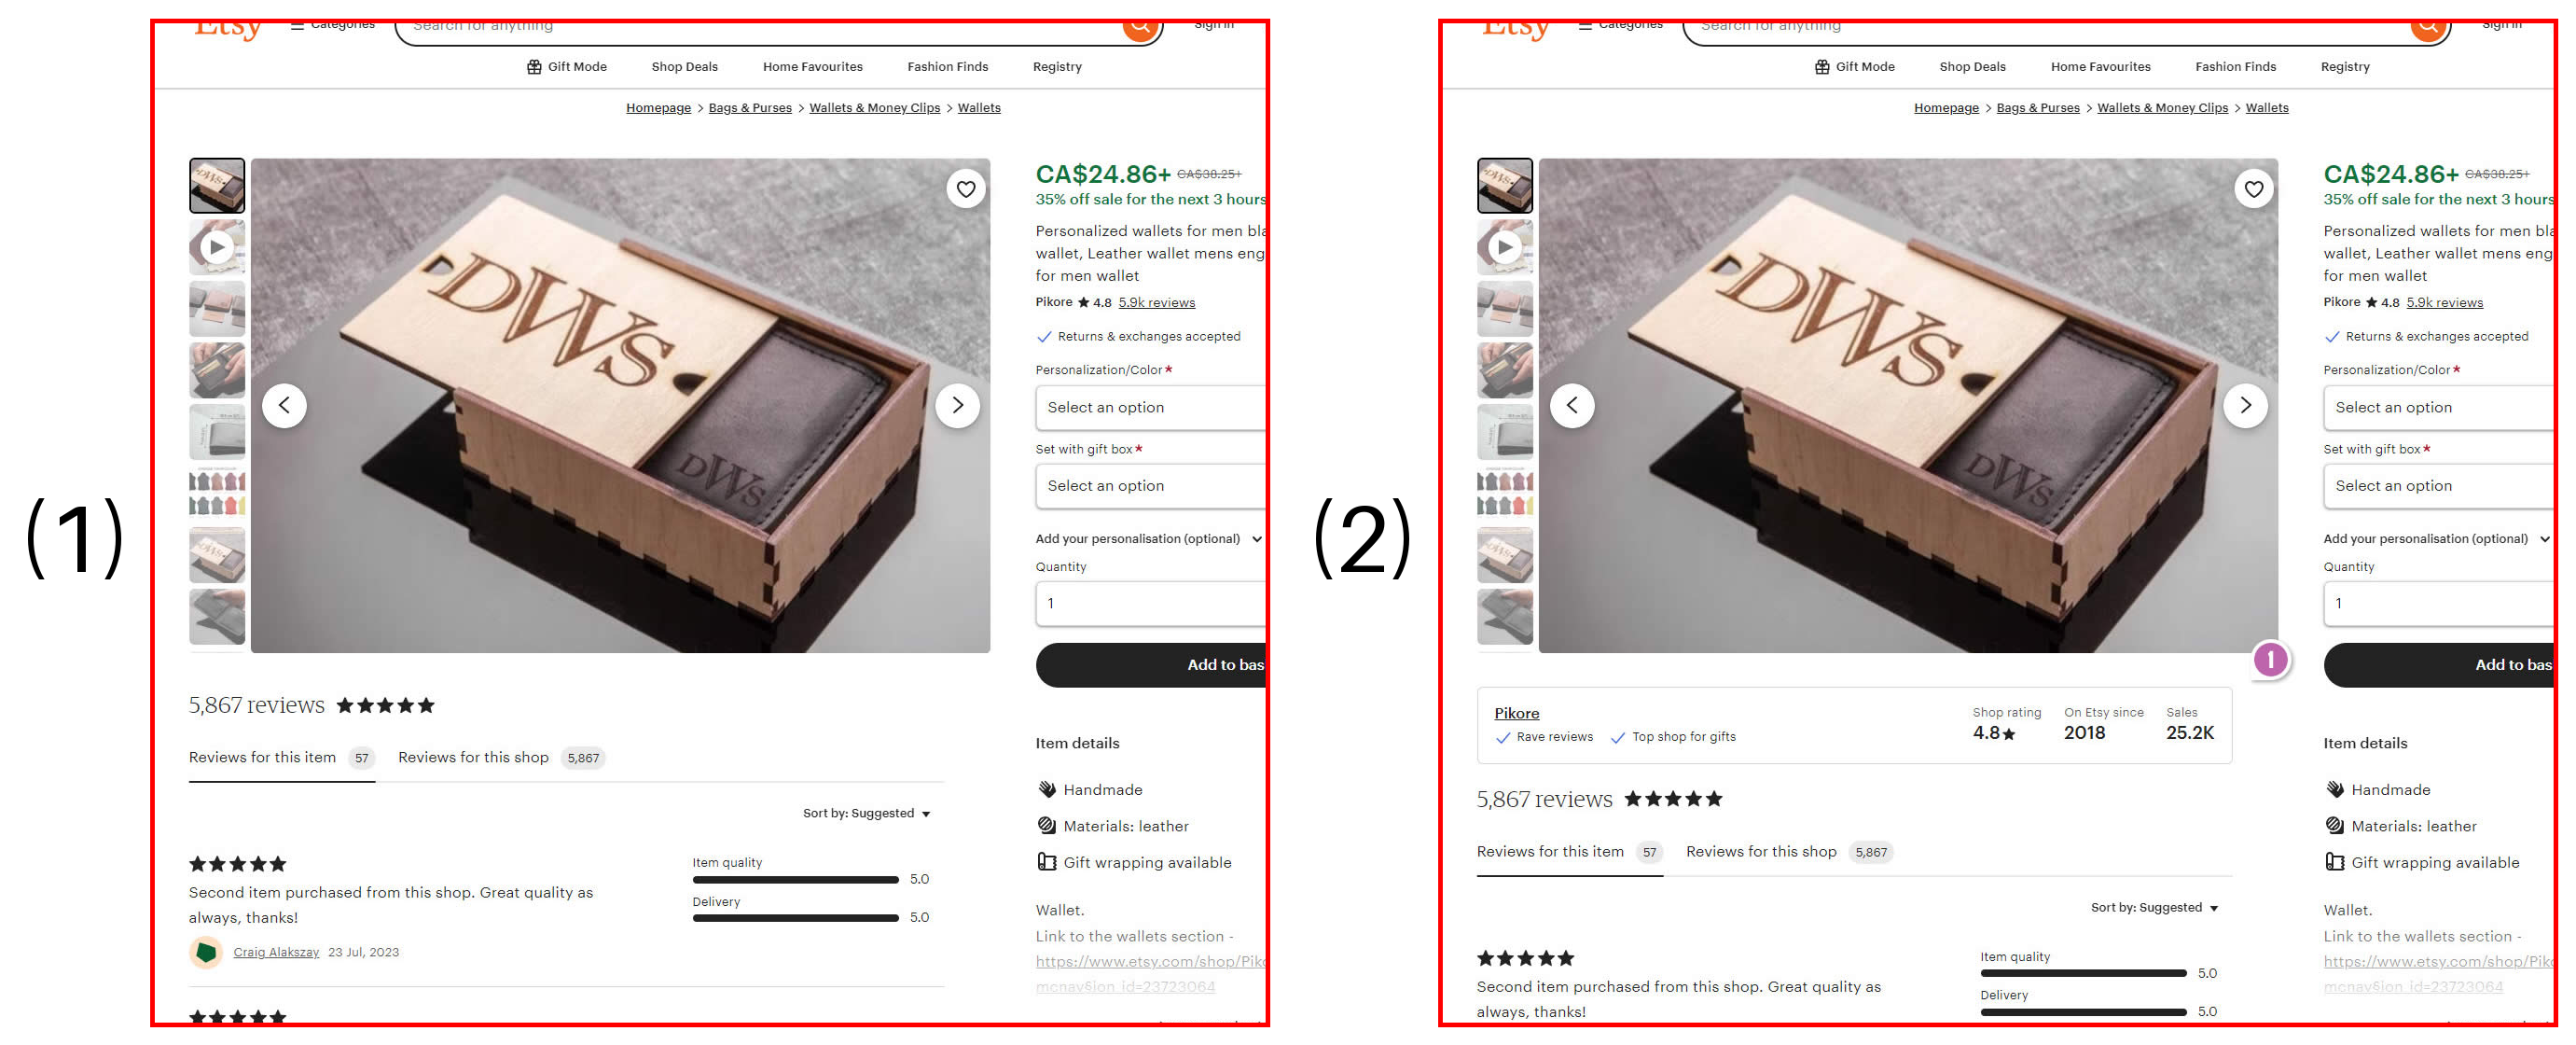 (1)
Etsy
Categories
Search for anything
Sign in
Gift Mode
Shop Deals
Home Favourites
Fashion Finds
Registry
Homepage > Bags & Purses > Wallets & Money Clips > Wallets
DWS
DWS
CA$24.86+ CA$38.25+
35% off sale for the next 3 hours
Personalized wallets for men bla
wallet, Leather wallet mens eng
for men wallet
Pikore ★ 4.8 5.9k reviews
Returns & exchanges accepted
Personalization/Color *
Select an option
Set with gift box *
Select an option
Add your personalisation (optional)
Quantity
1
Add to bas
5,867 reviews ★★★★★
Reviews for this item 57
Reviews for this shop 5,867
Sort by: Suggested
★★★★★
Second item purchased from this shop. Great quality as
always, thanks!
Craig Alakszay 23 Jul, 2023
Item quality
5.0
Delivery
5.0
★★★★★
Item details
Handmade
Materials: leather
Gift wrapping available
Wallet.
Link to the wallets section -
https://www.etsy.com/shop/Pik
mcnav§ion_id=23723064
(2)
Etsy
Categories
Search for anything
Sign in
Gift Mode
Shop Deals
Home Favourites
Fashion Finds
Registry
Homepage > Bags & Purses > Wallets & Money Clips > Wallets
DWS
DWS
CA$24.86+ CA$38.25+
35% off sale for the next 3 hours
Personalized wallets for men bla
wallet, Leather wallet mens eng
for men wallet
Pikore ★ 4.8 5.9k reviews
Returns & exchanges accepted
Personalization/Color *
Select an option
Set with gift box *
Select an option
Add your personalisation (optional)
Quantity
1
Add to bas
1
Pikore
Rave reviews
Top shop for gifts
Shop rating
4.8★
On Etsy since
2018
Sales
25.2K
5,867 reviews ★★★★★
Reviews for this item 57
Reviews for this shop 5,867
Sort by: Suggested
★★★★★
Second item purchased from this shop. Great quality as
always, thanks!
Item quality
5.0
Delivery
5.0
Item details
Handmade
Materials: leather
Gift wrapping available
Wallet.
Link to the wallets section -
https://www.etsy.com/shop/Pik
mcnav§ion_id=23723064